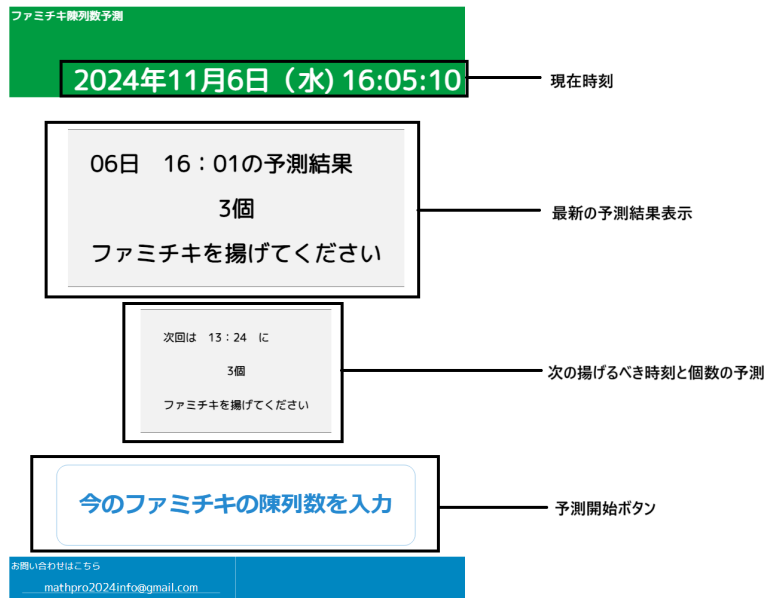 ファミチキ陳列数予測
2024年11月6日（水) 16:05:10
現在時刻
06日　16：01の予測結果
3個
ファミチキを揚げてください
最新の予測結果表示
次回は　13：24　に
3個
ファミチキを揚げてください
次の揚げるべき時刻と個数の予測
今のファミチキの陳列数を入力
予測開始ボタン
お問い合わせはこちら
mathpro2024info@gmail.com